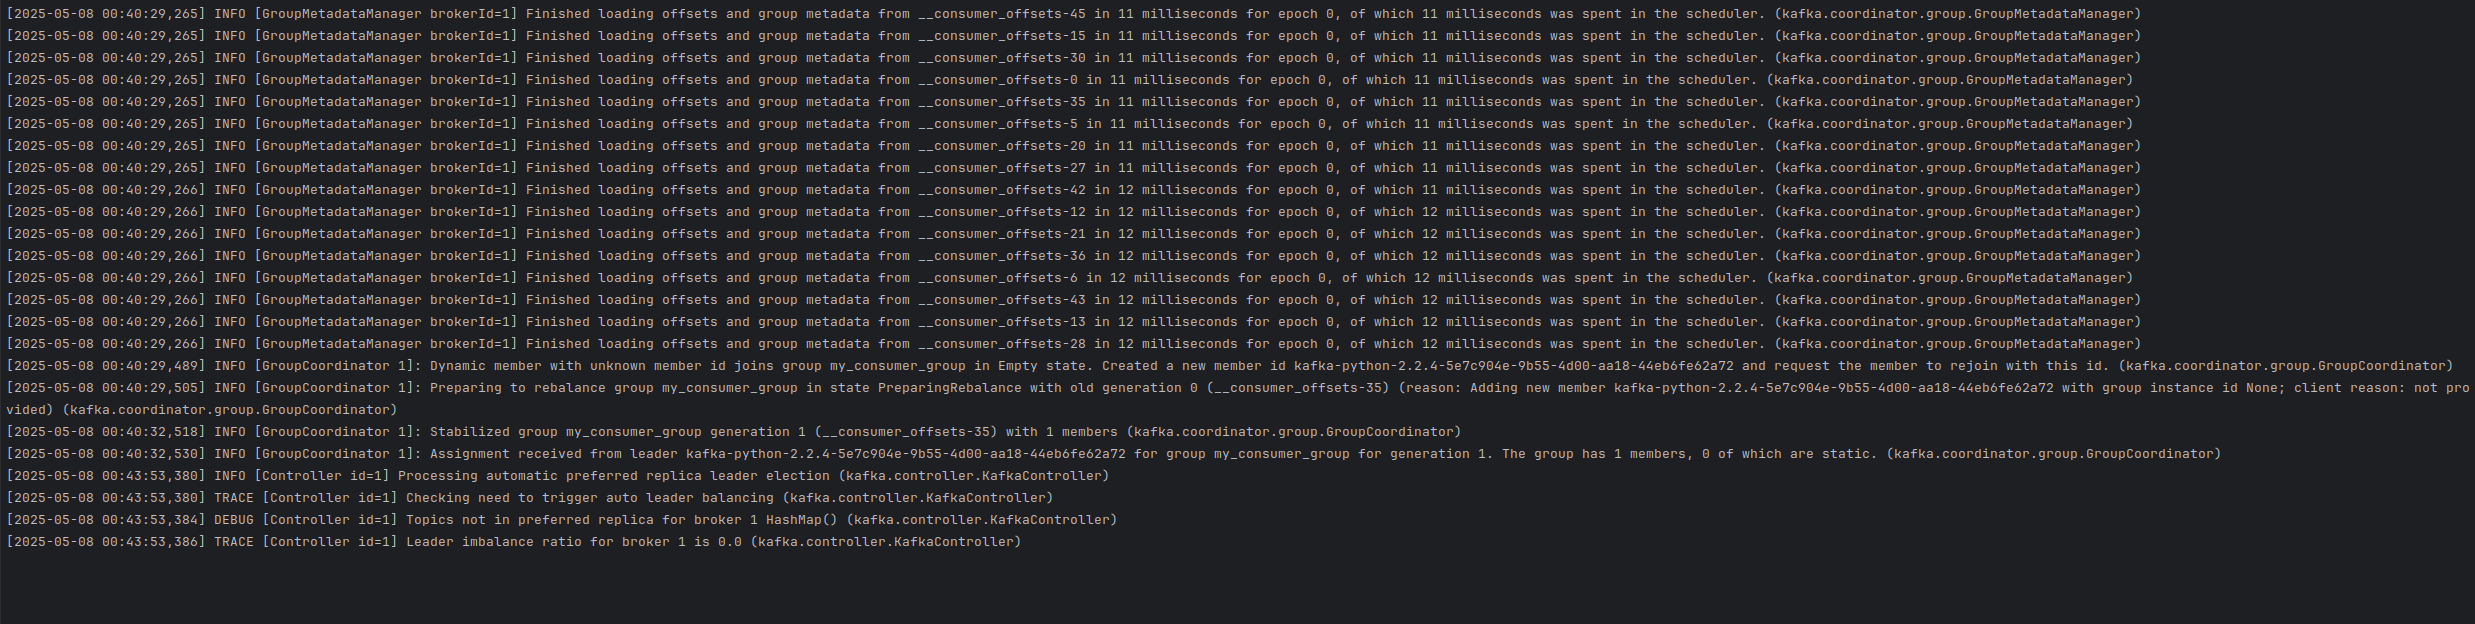 [2025-05-08 00:40:29,265] INFO [GroupMetadataManager brokerId=1] Finished loading offsets and group metadata from __consumer_offsets-45 in 11 milliseconds for epoch 0, of which 11 milliseconds was spent in the scheduler. (kafka.coordinator.group.GroupMetadataManager)
[2025-05-08 00:40:29,265] INFO [GroupMetadataManager brokerId=1] Finished loading offsets and group metadata from __consumer_offsets-15 in 11 milliseconds for epoch 0, of which 11 milliseconds was spent in the scheduler. (kafka.coordinator.group.GroupMetadataManager)
[2025-05-08 00:40:29,265] INFO [GroupMetadataManager brokerId=1] Finished loading offsets and group metadata from __consumer_offsets-30 in 11 milliseconds for epoch 0, of which 11 milliseconds was spent in the scheduler. (kafka.coordinator.group.GroupMetadataManager)
[2025-05-08 00:40:29,265] INFO [GroupMetadataManager brokerId=1] Finished loading offsets and group metadata from __consumer_offsets-0 in 11 milliseconds for epoch 0, of which 11 milliseconds was spent in the scheduler. (kafka.coordinator.group.GroupMetadataManager)
[2025-05-08 00:40:29,265] INFO [GroupMetadataManager brokerId=1] Finished loading offsets and group metadata from __consumer_offsets-35 in 11 milliseconds for epoch 0, of which 11 milliseconds was spent in the scheduler. (kafka.coordinator.group.GroupMetadataManager)
[2025-05-08 00:40:29,265] INFO [GroupMetadataManager brokerId=1] Finished loading offsets and group metadata from __consumer_offsets-5 in 11 milliseconds for epoch 0, of which 11 milliseconds was spent in the scheduler. (kafka.coordinator.group.GroupMetadataManager)
[2025-05-08 00:40:29,265] INFO [GroupMetadataManager brokerId=1] Finished loading offsets and group metadata from __consumer_offsets-20 in 11 milliseconds for epoch 0, of which 11 milliseconds was spent in the scheduler. (kafka.coordinator.group.GroupMetadataManager)
[2025-05-08 00:40:29,265] INFO [GroupMetadataManager brokerId=1] Finished loading offsets and group metadata from __consumer_offsets-27 in 11 milliseconds for epoch 0, of which 11 milliseconds was spent in the scheduler. (kafka.coordinator.group.GroupMetadataManager)
[2025-05-08 00:40:29,266] INFO [GroupMetadataManager brokerId=1] Finished loading offsets and group metadata from __consumer_offsets-42 in 12 milliseconds for epoch 0, of which 11 milliseconds was spent in the scheduler. (kafka.coordinator.group.GroupMetadataManager)
[2025-05-08 00:40:29,266] INFO [GroupMetadataManager brokerId=1] Finished loading offsets and group metadata from __consumer_offsets-12 in 12 milliseconds for epoch 0, of which 12 milliseconds was spent in the scheduler. (kafka.coordinator.group.GroupMetadataManager)
[2025-05-08 00:40:29,266] INFO [GroupMetadataManager brokerId=1] Finished loading offsets and group metadata from __consumer_offsets-21 in 12 milliseconds for epoch 0, of which 12 milliseconds was spent in the scheduler. (kafka.coordinator.group.GroupMetadataManager)
[2025-05-08 00:40:29,266] INFO [GroupMetadataManager brokerId=1] Finished loading offsets and group metadata from __consumer_offsets-36 in 12 milliseconds for epoch 0, of which 12 milliseconds was spent in the scheduler. (kafka.coordinator.group.GroupMetadataManager)
[2025-05-08 00:40:29,266] INFO [GroupMetadataManager brokerId=1] Finished loading offsets and group metadata from __consumer_offsets-6 in 12 milliseconds for epoch 0, of which 12 milliseconds was spent in the scheduler. (kafka.coordinator.group.GroupMetadataManager)
[2025-05-08 00:40:29,266] INFO [GroupMetadataManager brokerId=1] Finished loading offsets and group metadata from __consumer_offsets-43 in 12 milliseconds for epoch 0, of which 12 milliseconds was spent in the scheduler. (kafka.coordinator.group.GroupMetadataManager)
[2025-05-08 00:40:29,266] INFO [GroupMetadataManager brokerId=1] Finished loading offsets and group metadata from __consumer_offsets-13 in 12 milliseconds for epoch 0, of which 12 milliseconds was spent in the scheduler. (kafka.coordinator.group.GroupMetadataManager)
[2025-05-08 00:40:29,266] INFO [GroupMetadataManager brokerId=1] Finished loading offsets and group metadata from __consumer_offsets-28 in 12 milliseconds for epoch 0, of which 12 milliseconds was spent in the scheduler. (kafka.coordinator.group.GroupMetadataManager)
[2025-05-08 00:40:29,489] INFO [GroupCoordinator 1]: Dynamic member with unknown member id joins group my_consumer_group in Empty state. Created a new member id kafka-python-2.2.4-5e7c904e-9b55-4d00-aa18-44eb6fe62a72 and request the member to rejoin with this id. (kafka.coordinator.group.GroupCoordinator)
[2025-05-08 00:40:29,505] INFO [GroupCoordinator 1]: Preparing to rebalance group my_consumer_group in state PreparingRebalance with old generation 0 (__consumer_offsets-35) (reason: Adding new member kafka-python-2.2.4-5e7c904e-9b55-4d00-aa18-44eb6fe62a72 with group instance id None; client reason: not pro
vided) (kafka.coordinator.group.GroupCoordinator)
[2025-05-08 00:40:32,518] INFO [GroupCoordinator 1]: Stabilized group my_consumer_group generation 1 (__consumer_offsets-35) with 1 members (kafka.coordinator.group.GroupCoordinator)
[2025-05-08 00:40:32,530] INFO [GroupCoordinator 1]: Assignment received from leader kafka-python-2.2.4-5e7c904e-9b55-4d00-aa18-44eb6fe62a72 for group my_consumer_group for generation 1. The group has 1 members, 0 of which are static. (kafka.coordinator.group.GroupCoordinator)
[2025-05-08 00:43:53,380] INFO [Controller id=1] Processing automatic preferred replica leader election (kafka.controller.KafkaController)
[2025-05-08 00:43:53,380] TRACE [Controller id=1] Checking need to trigger auto leader balancing (kafka.controller.KafkaController)
[2025-05-08 00:43:53,384] DEBUG [Controller id=1] Topics not in preferred replica for broker 1 HashMap() (kafka.controller.KafkaController)
[2025-05-08 00:43:53,386] TRACE [Controller id=1] Leader imbalance ratio for broker 1 is 0.0 (kafka.controller.KafkaController)